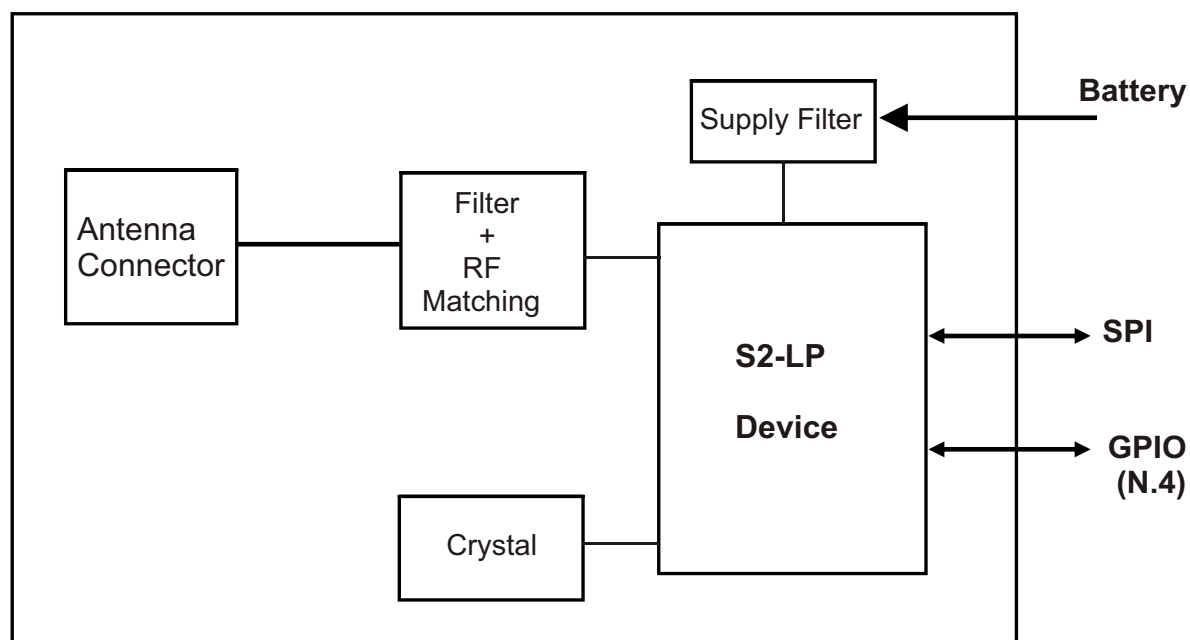 Battery
Supply Filter
Antenna
Connector
Filter
+
RF
Matching
S2-LP
Device
SPI
GPIO
(N.4)
Crystal